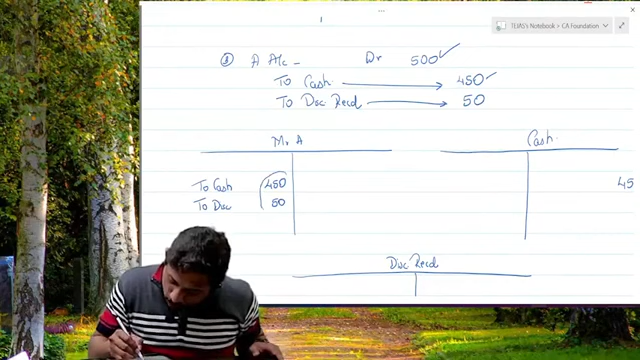 TEJAS's Notebook > CA Foundation
① A A/c - Dr 500 ✓
To Cash → 450 ✓
To Disc Recd → 50
Mr A
Cash
To Cash 450
45
To Disc 50
Disc Recd